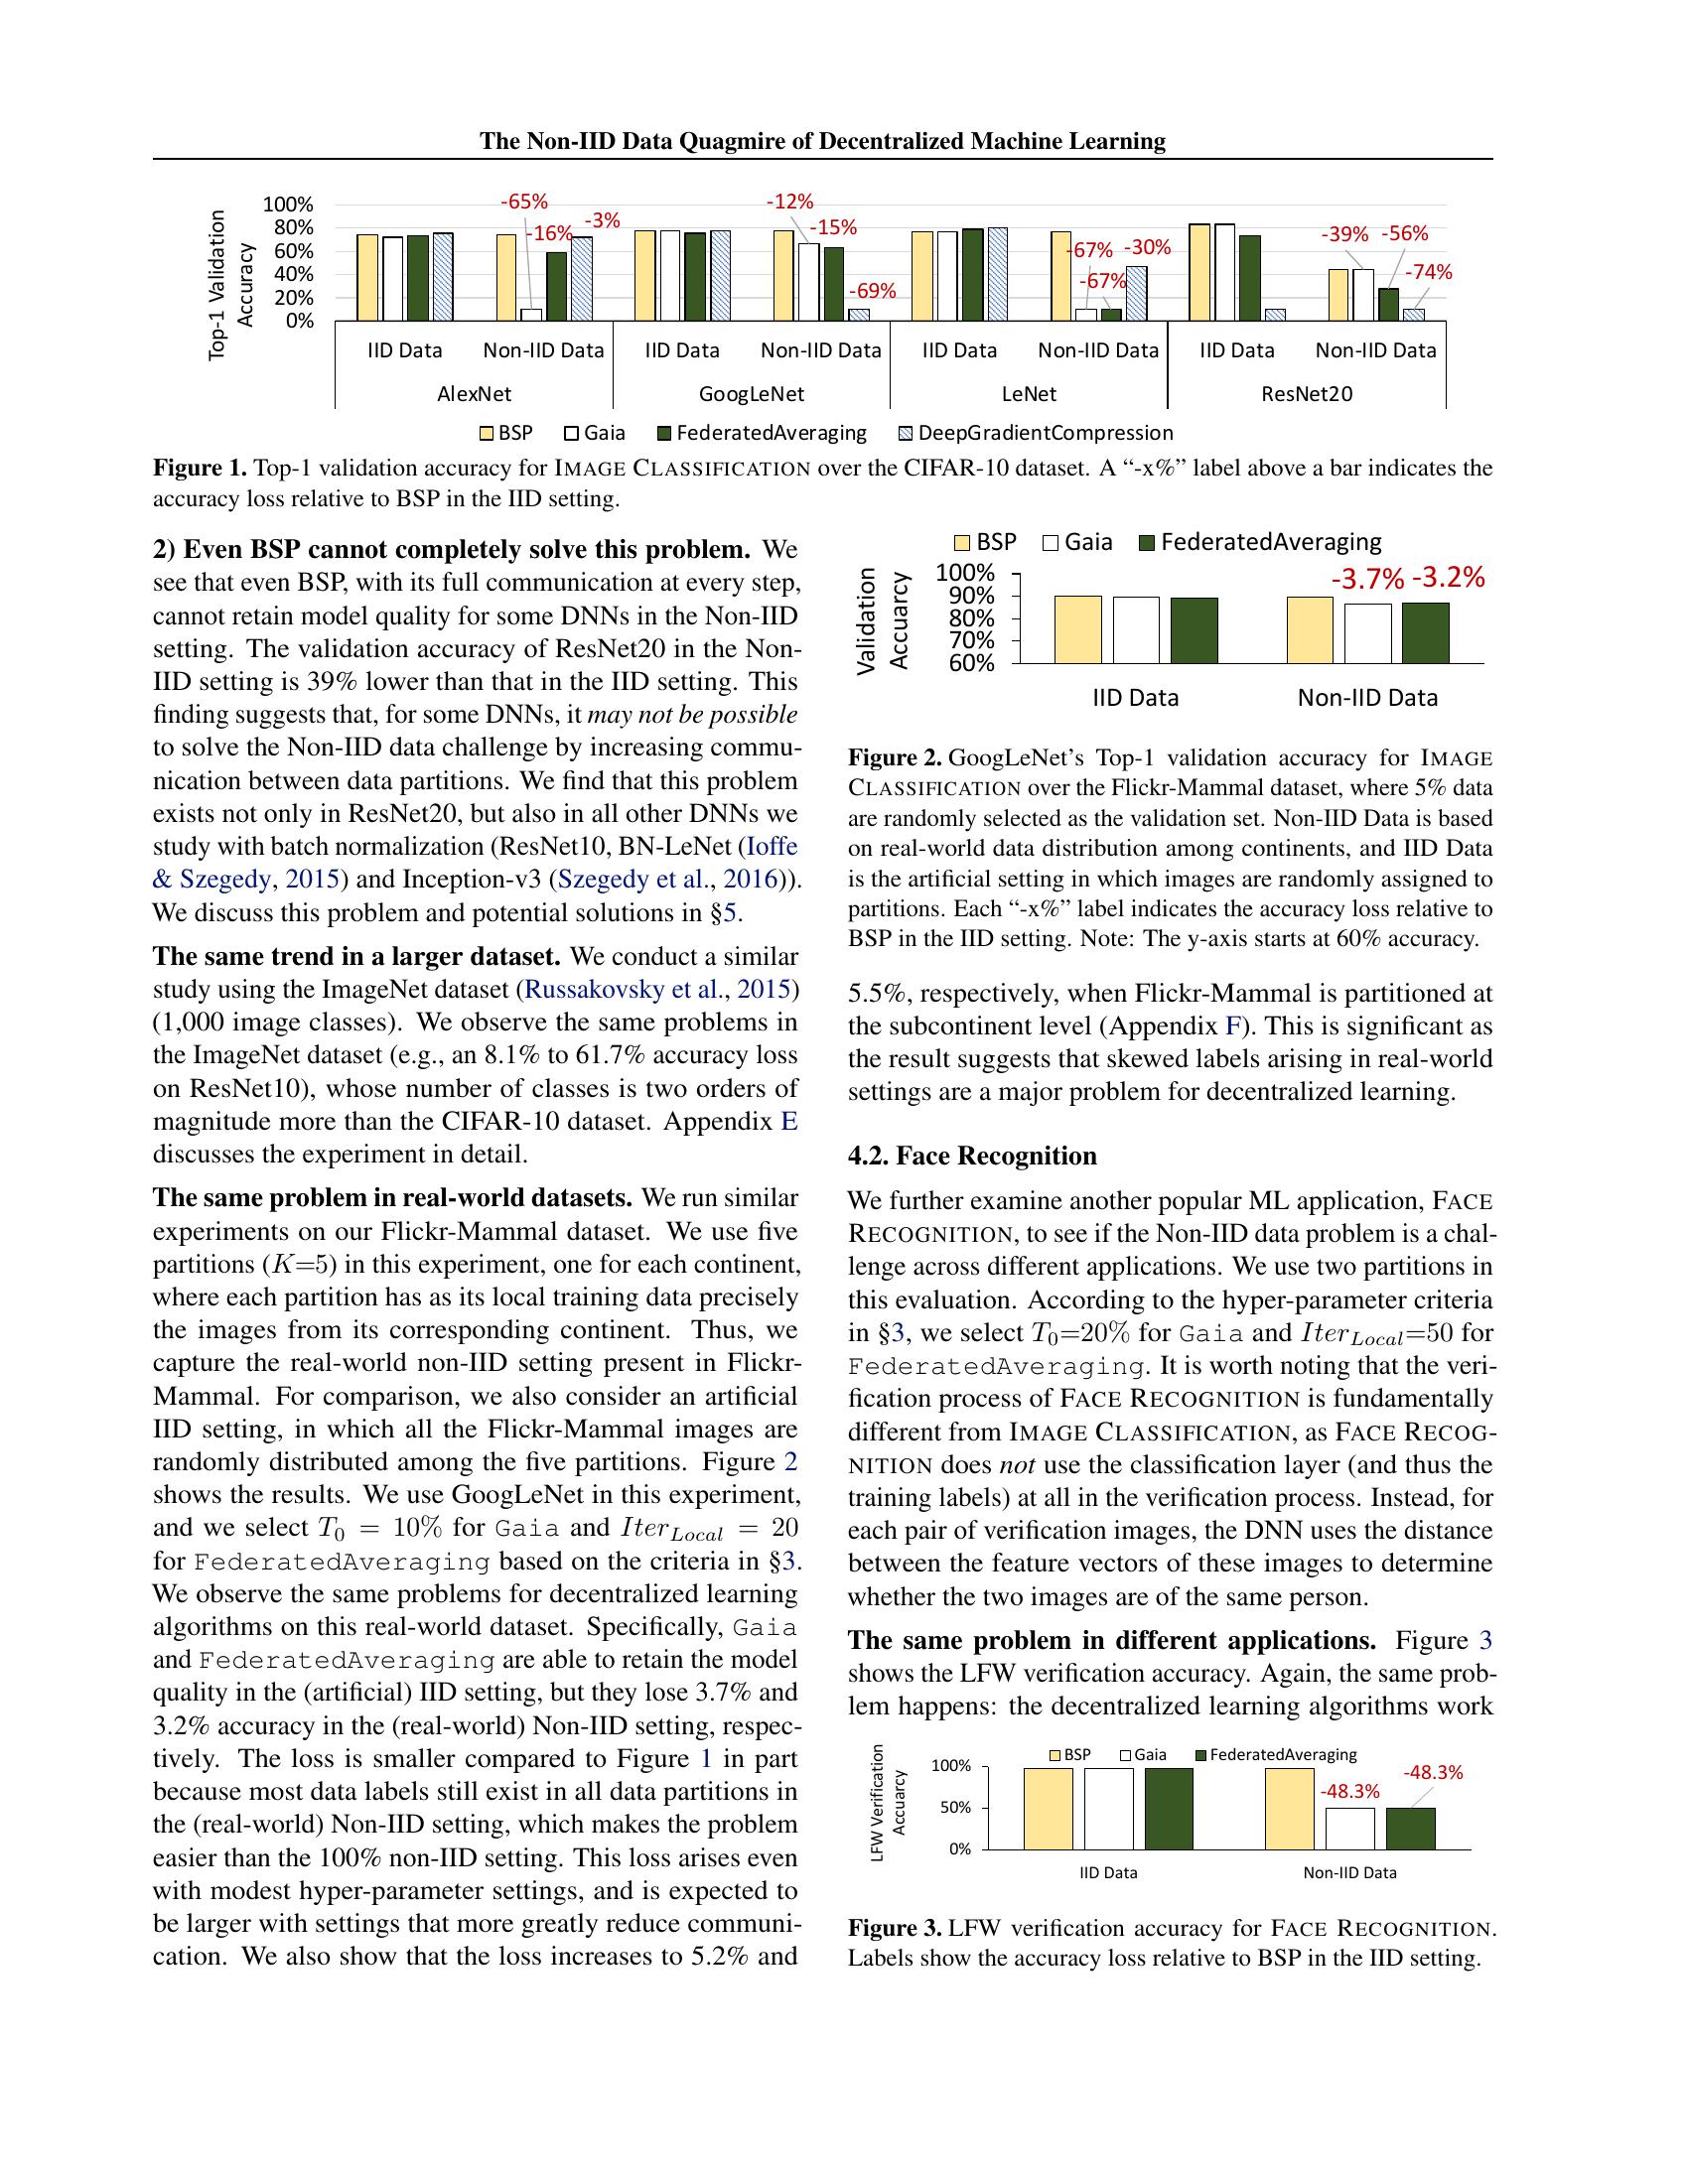 The Non-IID Data Quagmire of Decentralized Machine Learning
Top-1 Validation
Accuracy
100%
80%
60%
40%
20%
0%
-65%
-16%
-3%
-12%
-15%
-69%
-67%
-67%
-30%
-39%
-56%
-74%
IID Data Non-IID Data IID Data Non-IID Data IID Data Non-IID Data IID Data Non-IID Data
AlexNet GoogLeNet LeNet ResNet20
BSP Gaia FederatedAveraging DeepGradientCompression
Figure 1. Top-1 validation accuracy for IMAGE CLASSIFICATION over the CIFAR-10 dataset. A “-x%” label above a bar indicates the
accuracy loss relative to BSP in the IID setting.
2) Even BSP cannot completely solve this problem. We
see that even BSP, with its full communication at every step,
cannot retain model quality for some DNNs in the Non-IID
setting. The validation accuracy of ResNet20 in the Non-
IID setting is 39% lower than that in the IID setting. This
finding suggests that, for some DNNs, it may not be possible
to solve the Non-IID data challenge by increasing commu-
nication between data partitions. We find that this problem
exists not only in ResNet20, but also in all other DNNs we
study with batch normalization (ResNet10, BN-LeNet (Ioffe
& Szegedy, 2015) and Inception-v3 (Szegedy et al., 2016)).
We discuss this problem and potential solutions in §5.
The same trend in a larger dataset. We conduct a similar
study using the ImageNet dataset (Russakovsky et al., 2015)
(1,000 image classes). We observe the same problems in
the ImageNet dataset (e.g., an 8.1% to 61.7% accuracy loss
on ResNet10), whose number of classes is two orders of
magnitude more than the CIFAR-10 dataset. Appendix E
discusses the experiment in detail.
The same problem in real-world datasets. We run similar
experiments on our Flickr-Mammal dataset. We use five
partitions (K=5) in this experiment, one for each continent,
where each partition has as its local training data precisely
the images from its corresponding continent. Thus, we
capture the real-world non-IID setting present in Flickr-
Mammal. For comparison, we also consider an artificial
IID setting, in which all the Flickr-Mammal images are
randomly distributed among the five partitions. Figure 2
shows the results. We use GoogLeNet in this experiment,
and we select T0 = 10% for Gaia and IterLocal = 20
for FederatedAveraging based on the criteria in §3.
We observe the same problems for decentralized learning
algorithms on this real-world dataset. Specifically, Gaia
and FederatedAveraging are able to retain the model
quality in the (artificial) IID setting, but they lose 3.7% and
3.2% accuracy in the (real-world) Non-IID setting, respec-
tively. The loss is smaller compared to Figure 1 in part
because most data labels still exist in all data partitions in
the (real-world) Non-IID setting, which makes the problem
easier than the 100% non-IID setting. This loss arises even
with modest hyper-parameter settings, and is expected to
be larger with settings that more greatly reduce communi-
cation. We also show that the loss increases to 5.2% and
BSP Gaia FederatedAveraging
Validation
Accuarcy
100%
90%
80%
70%
60%
-3.7% -3.2%
IID Data Non-IID Data
Figure 2. GoogLeNet’s Top-1 validation accuracy for IMAGE
CLASSIFICATION over the Flickr-Mammal dataset, where 5% data
are randomly selected as the validation set. Non-IID Data is based
on real-world data distribution among continents, and IID Data
is the artificial setting in which images are randomly assigned to
partitions. Each “-x%” label indicates the accuracy loss relative to
BSP in the IID setting. Note: The y-axis starts at 60% accuracy.
5.5%, respectively, when Flickr-Mammal is partitioned at
the subcontinent level (Appendix F). This is significant as
the result suggests that skewed labels arising in real-world
settings are a major problem for decentralized learning.
4.2. Face Recognition
We further examine another popular ML application, FACE
RECOGNITION, to see if the Non-IID data problem is a chal-
lenge across different applications. We use two partitions in
this evaluation. According to the hyper-parameter criteria
in §3, we select T0=20% for Gaia and IterLocal=50 for
FederatedAveraging. It is worth noting that the veri-
fication process of FACE RECOGNITION is fundamentally
different from IMAGE CLASSIFICATION, as FACE RECOG-
NITION does not use the classification layer (and thus the
training labels) at all in the verification process. Instead, for
each pair of verification images, the DNN uses the distance
between the feature vectors of these images to determine
whether the two images are of the same person.
The same problem in different applications. Figure 3
shows the LFW verification accuracy. Again, the same prob-
lem happens: the decentralized learning algorithms work
LFW Verification
Accuarcy
BSP Gaia FederatedAveraging
100%
50%
0%
-48.3%
-48.3%
IID Data Non-IID Data
Figure 3. LFW verification accuracy for FACE RECOGNITION.
Labels show the accuracy loss relative to BSP in the IID setting.